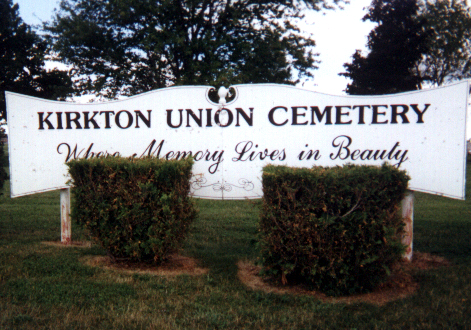 KIRKTON UNION CEMETERY
Where Memory Lives in Beauty